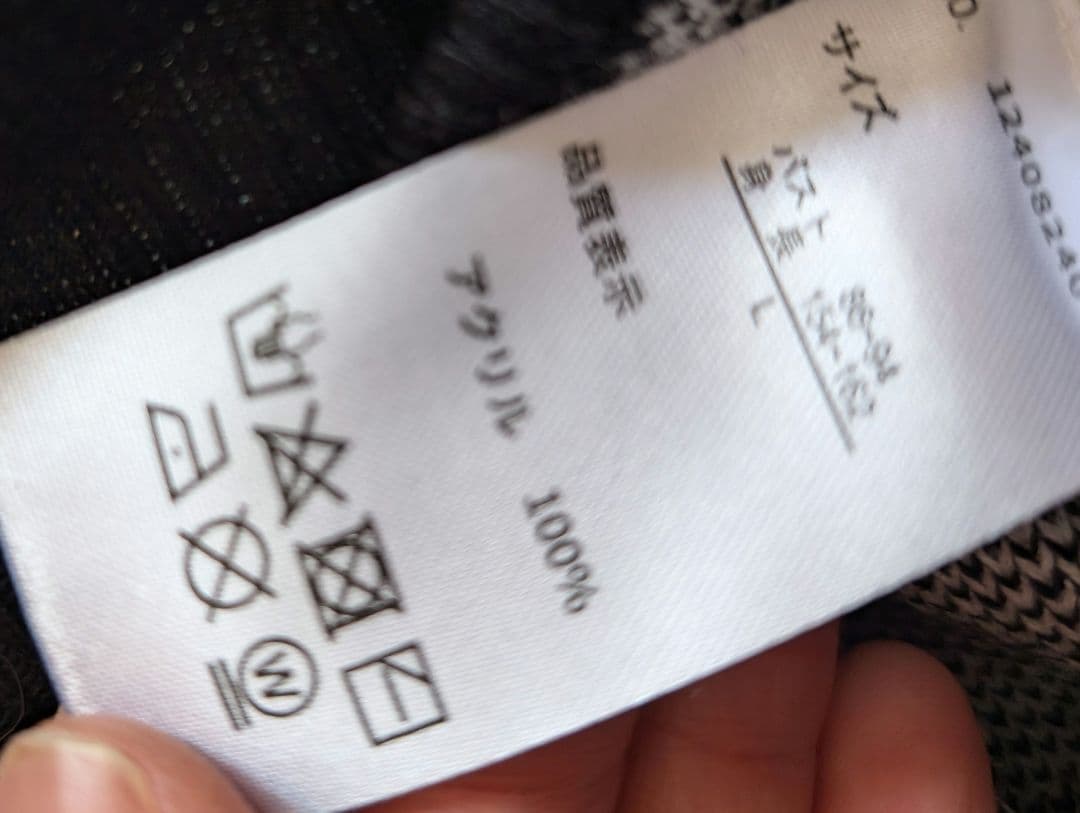 サイズ
バスト 86-94
身長 154-162
L
品質表示
アクリル 100%
W